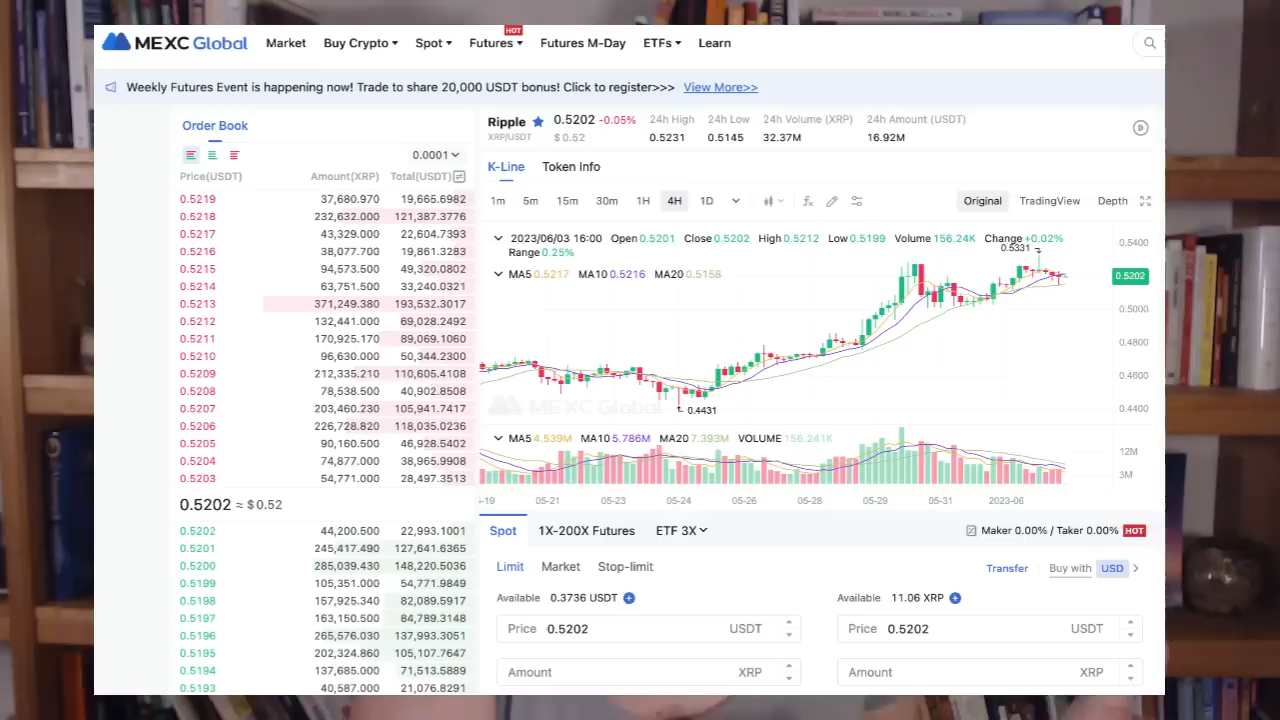 MEXC Global Market Buy Crypto Spot Futures HOT Futures M-Day ETFs Learn
Weekly Futures Event is happening now! Trade to share 20,000 USDT bonus! Click to register>>> View More>>
Order Book
0.0001
Price(USDT) Amount(XRP) Total(USDT)
0.5219 37,680.970 19,665.6982
0.5218 232,632.000 121,387.3776
0.5217 43,329.000 22,604.7393
0.5216 38,077.700 19,861.3283
0.5215 94,573.500 49,320.0802
0.5214 63,751.500 33,240.0321
0.5213 371,249.380 193,532.3017
0.5212 132,441.000 69,028.2492
0.5211 170,925.170 89,069.1060
0.5210 96,630.000 50,344.2300
0.5209 212,335.210 110,605.4108
0.5208 78,538.500 40,902.8508
0.5207 203,460.230 105,941.7417
0.5206 226,728.820 118,035.0236
0.5205 90,160.500 46,928.5402
0.5204 74,877.000 38,965.9908
0.5203 54,771.000 28,497.3513
0.5202 ≈ $0.52
0.5202 44,200.500 22,993.1001
0.5201 245,417.490 127,641.6365
0.5200 285,039.430 148,220.5036
0.5199 105,351.000 54,771.9849
0.5198 157,925.340 82,089.5917
0.5197 163,150.500 84,789.3148
0.5196 265,576.030 137,993.3051
0.5195 202,324.860 105,107.7647
0.5194 137,685.000 71,513.5889
0.5193 40,587.000 21,076.8291
Ripple 0.5202 -0.05% 24h High 24h Low 24h Volume (XRP) 24h Amount (USDT)
XRP/USDT $ 0.52 0.5231 0.5145 32.37M 16.92M
K-Line Token Info
1m 5m 15m 30m 1H 4H 1D Original TradingView Depth
2023/06/03 16:00 Open 0.5201 Close 0.5202 High 0.5212 Low 0.5199 Volume 156.24K Change +0.02%
Range 0.25%
MA5 0.5217 MA10 0.5216 MA20 0.5158
0.5331
0.5400
0.5202
0.5000
0.4800
0.4600
0.4400
MEXC Global
0.4431
MA5 4.539M MA10 5.786M MA20 7.393M VOLUME 156.241K
12M
3M
-19 05-21 05-23 05-24 05-26 05-28 05-29 05-31 2023-06
Spot 1X-200X Futures ETF 3X Maker 0.00% / Taker 0.00% HOT
Limit Market Stop-limit Transfer Buy with USD
Available 0.3736 USDT Available 11.06 XRP
Price 0.5202 USDT Price 0.5202 USDT
Amount XRP Amount XRP